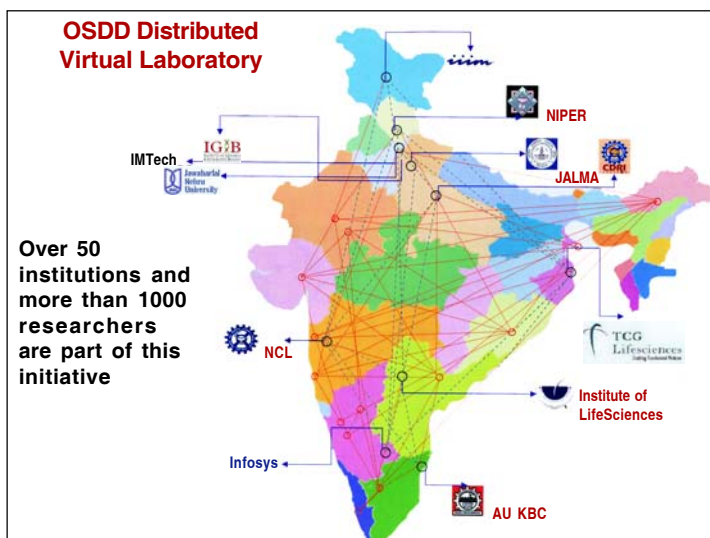 OSDD Distributed
Virtual Laboratory
iiim
NIPER
IGIB
IMTech
JALMA
CDRI
Jawaharlal
Nehru
University
Over 50
institutions and
more than 1000
researchers
are part of this
initiative
NCL
TCG
Lifesciences
Institute of
LifeSciences
Infosys
AU KBC